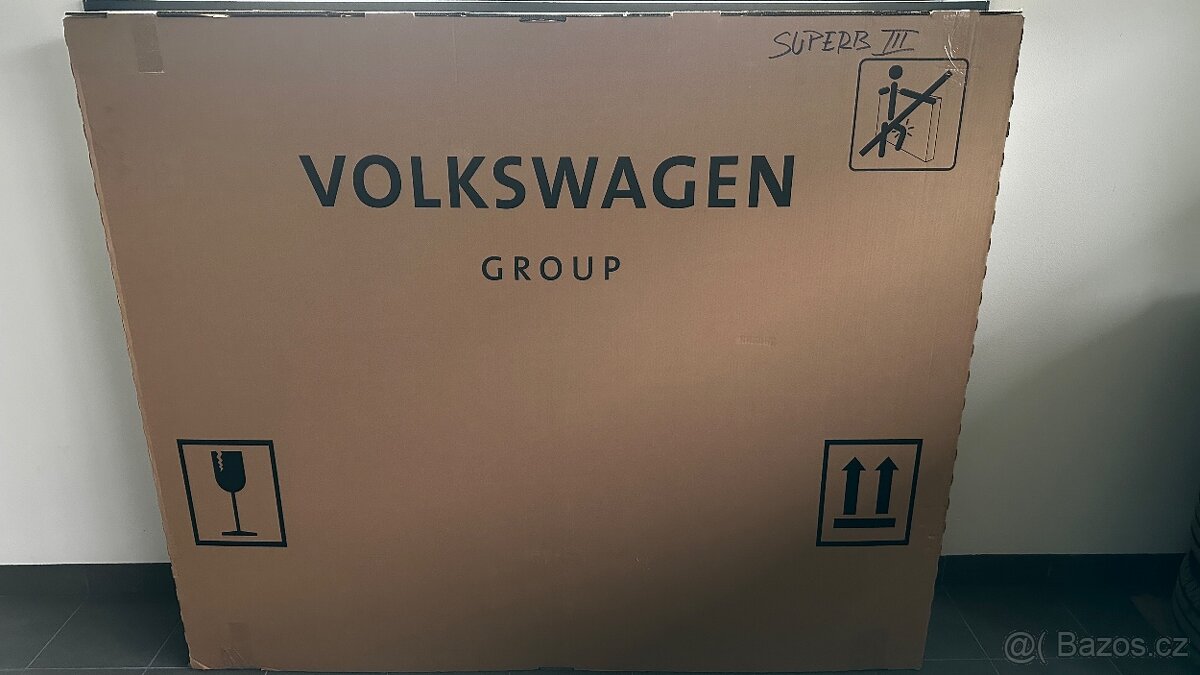 SUPERB III
VOLKSWAGEN
GROUP
@( Bazos.cz